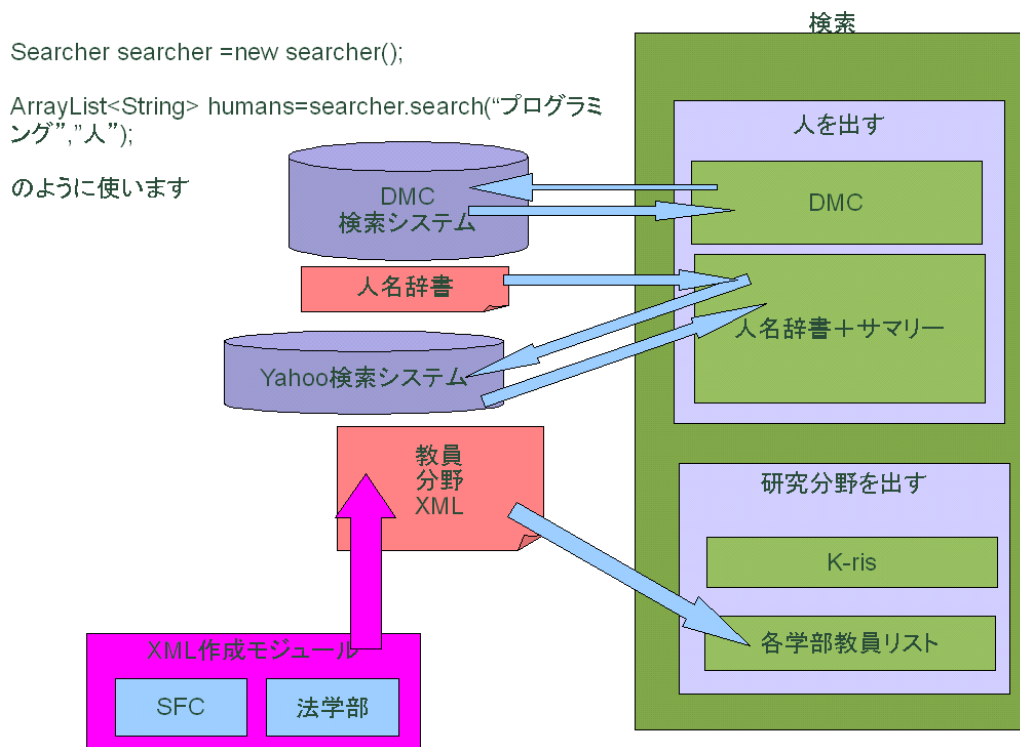 Searcher searcher =new searcher();
ArrayList<String> humans=searcher.search(“プログラミ
ング”,”人”);
のように使います
検索
人を出す
DMC
検索システム
DMC
人名辞書
人名辞書＋サマリー
Yahoo検索システム
教員
分野
XML
研究分野を出す
K-ris
各学部教員リスト
XML作成モジュール
SFC
法学部